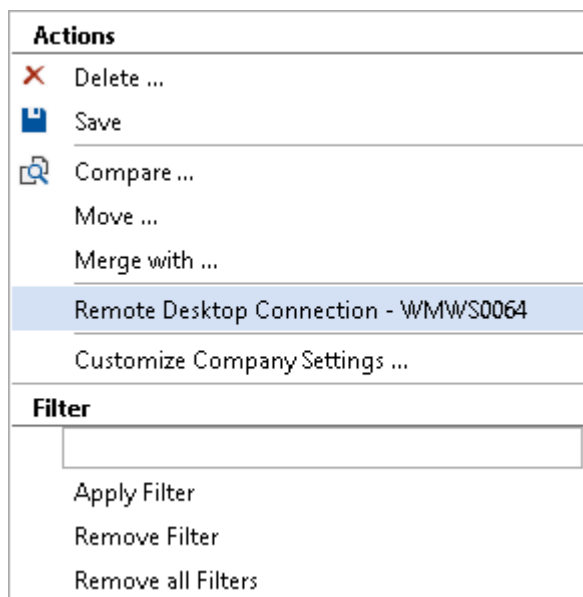 Actions
Delete ...
Save
Compare ...
Move ...
Merge with ...
Remote Desktop Connection - WMWS0064
Customize Company Settings ...
Filter
Apply Filter
Remove Filter
Remove all Filters